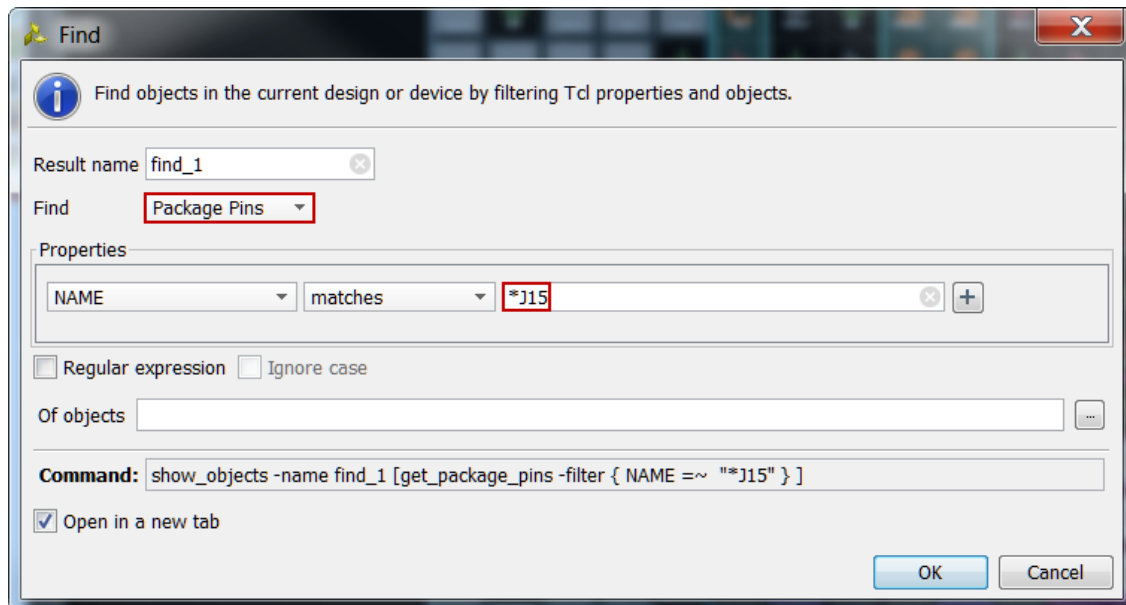 Find
X
Find objects in the current design or device by filtering Tcl properties and objects.
Result name find_1
Find Package Pins
Properties
NAME matches *J15 +
Regular expression Ignore case
Of objects ...
Command: show_objects -name find_1 [get_package_pins -filter { NAME =~ "*J15" } ]
Open in a new tab
OK Cancel